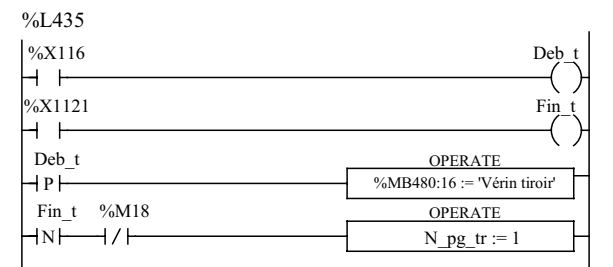 %L435
%X116 Deb_t
%X1121 Fin_t
Deb_t OPERATE
P %MB480:16 := 'Vérin tiroir'
Fin_t %M18 OPERATE
N / N_pg_tr := 1